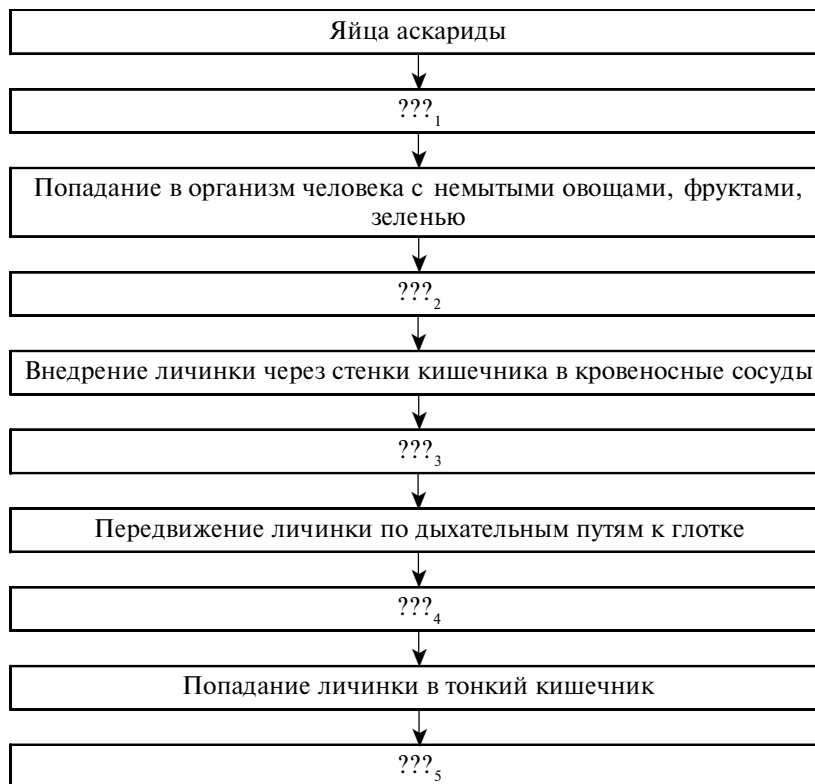 Яйца аскариды
???₁
Попадание в организм человека с немытыми овощами, фруктами,
зеленью
???₂
Внедрение личинки через стенки кишечника в кровеносные сосуды
???₃
Передвижение личинки по дыхательным путям к глотке
???₄
Попадание личинки в тонкий кишечник
???₅